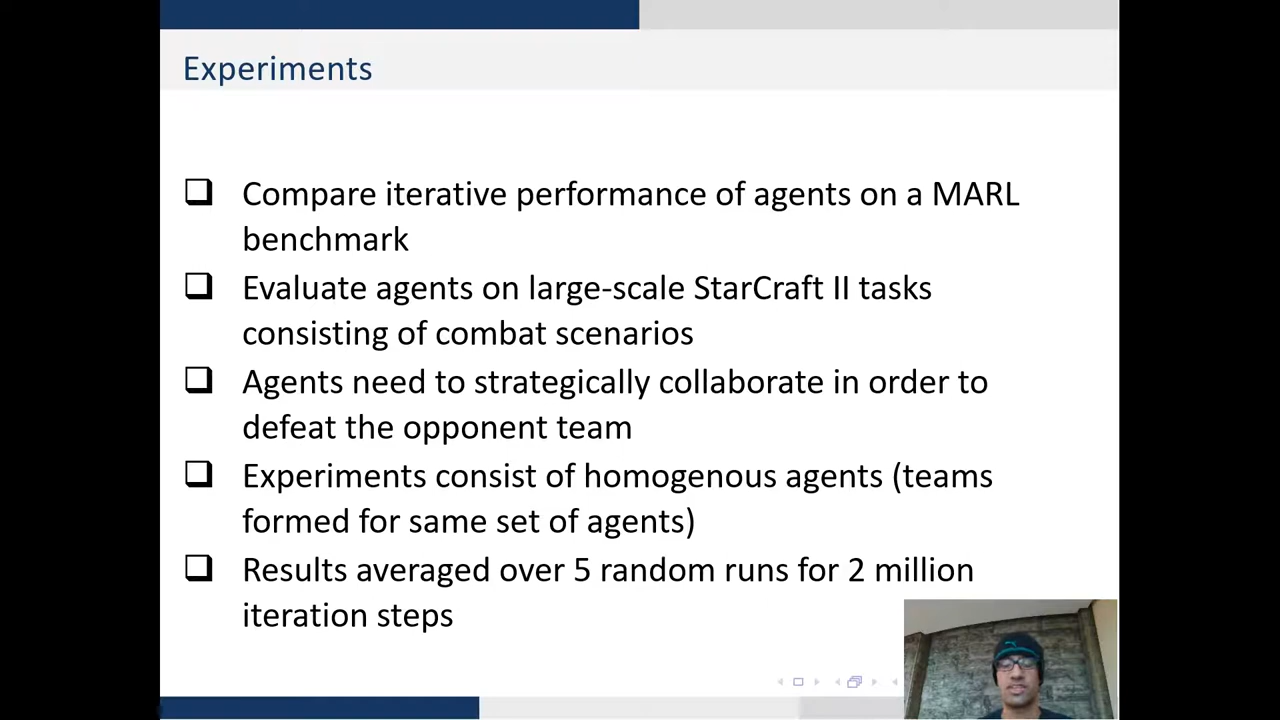 Experiments
Compare iterative performance of agents on a MARL
benchmark
Evaluate agents on large-scale StarCraft II tasks
consisting of combat scenarios
Agents need to strategically collaborate in order to
defeat the opponent team
Experiments consist of homogenous agents (teams
formed for same set of agents)
Results averaged over 5 random runs for 2 million
iteration steps